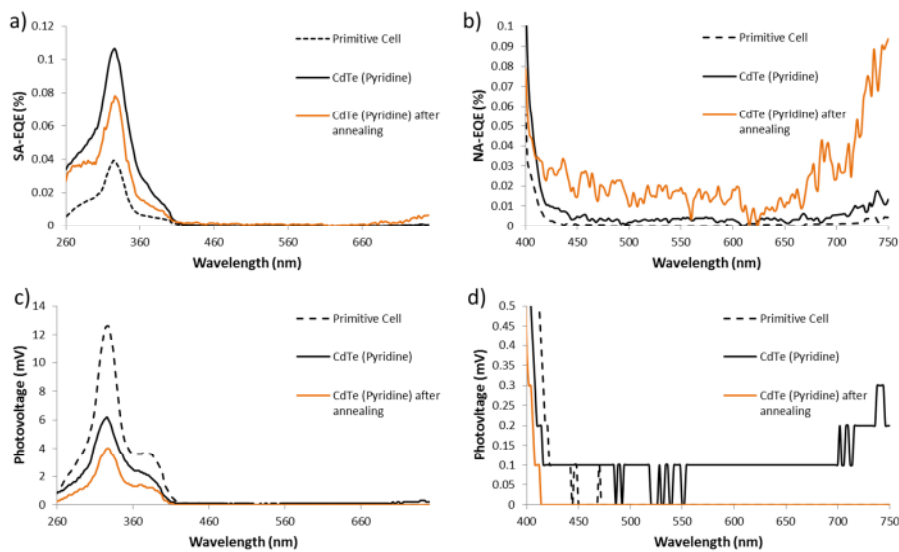 a)
0.12
0.1
0.08
0.06
0.04
0.02
0
SA-EQE (%)
260 360 460 560 660
Wavelength (nm)
Primitive Cell
CdTe (Pyridine)
CdTe (Pyridine) after
annealing
b)
0.1
0.09
0.08
0.07
0.06
0.05
0.04
0.03
0.02
0.01
0
NA-EQE (%)
400 450 500 550 600 650 700 750
Wavelength (nm)
Primitive Cell
CdTe (Pyridine)
CdTe (Pyridine) after
annealing
c)
14
12
10
8
6
4
2
0
Photovoltage (mV)
260 360 460 560 660
Wavelength (nm)
Primitive Cell
CdTe (Pyridine)
CdTe (Pyridine) after
annealing
d)
0.5
0.45
0.4
0.35
0.3
0.25
0.2
0.15
0.1
0.05
0
Photovoltage (mV)
400 450 500 550 600 650 700 750
Wavelength (nm)
Primitive Cell
CdTe (Pyridine)
CdTe (Pyridine) after
annealing